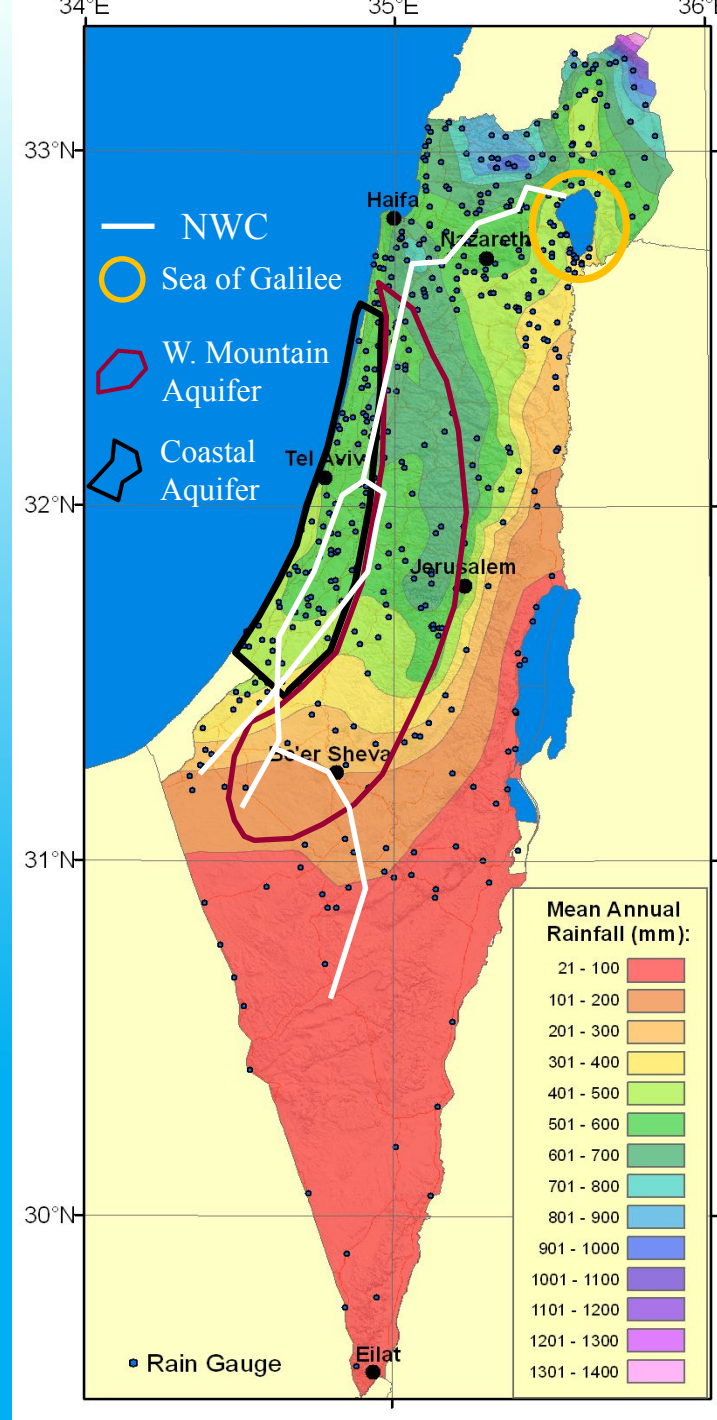 34°E 35°E 36°E
33°N
Haifa
NWC
Nazareth
Sea of Galilee
W. Mountain
Aquifer
Coastal
Aquifer
Tel Aviv
32°N
Jerusalem
Be'er Sheva
31°N
Mean Annual
Rainfall (mm):
21 - 100
101 - 200
201 - 300
301 - 400
401 - 500
501 - 600
601 - 700
701 - 800
801 - 900
901 - 1000
1001 - 1100
1101 - 1200
1201 - 1300
1301 - 1400
30°N
Rain Gauge
Eilat